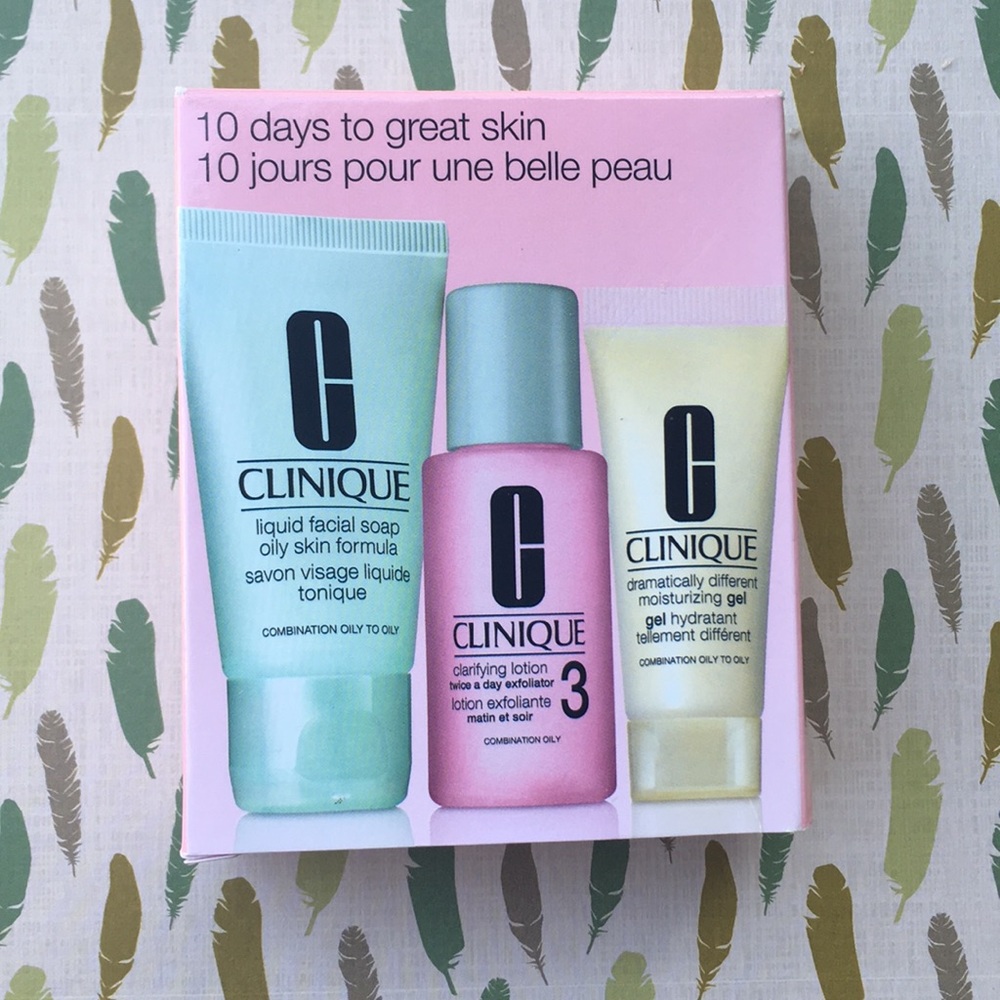 10 days to great skin
10 jours pour une belle peau
C
CLINIQUE
liquid facial soap
oily skin formula
savon visage liquide
tonique
COMBINATION OILY TO OILY
C
CLINIQUE
clarifying lotion
twice a day exfoliator
lotion exfoliante
matin et soir
3
COMBINATION OILY
C
CLINIQUE
dramatically different
moisturizing gel
gel hydratant
tellement différent
COMBINATION OILY TO OILY